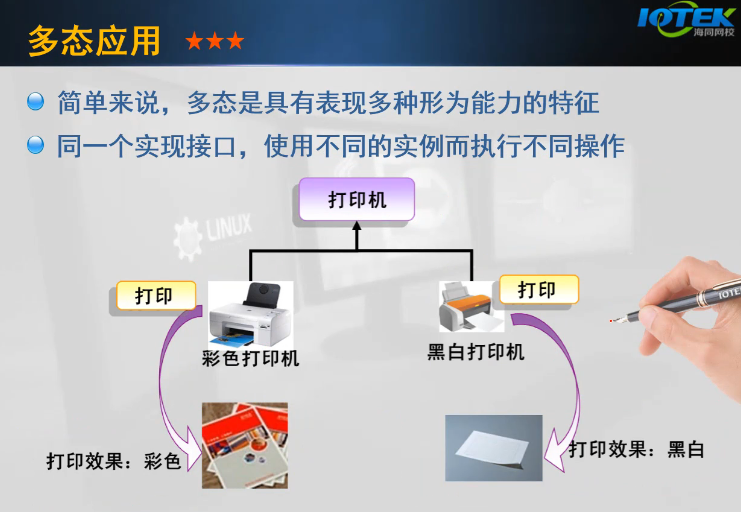 多态应用
IOTEK
海同网校
简单来说，多态是具有表现多种形为能力的特征
同一个实现接口，使用不同的实例而执行不同操作
打印机
LINUX
打印
打印
IOTE
彩色打印机
黑白打印机
打印效果：彩色
打印效果：黑白